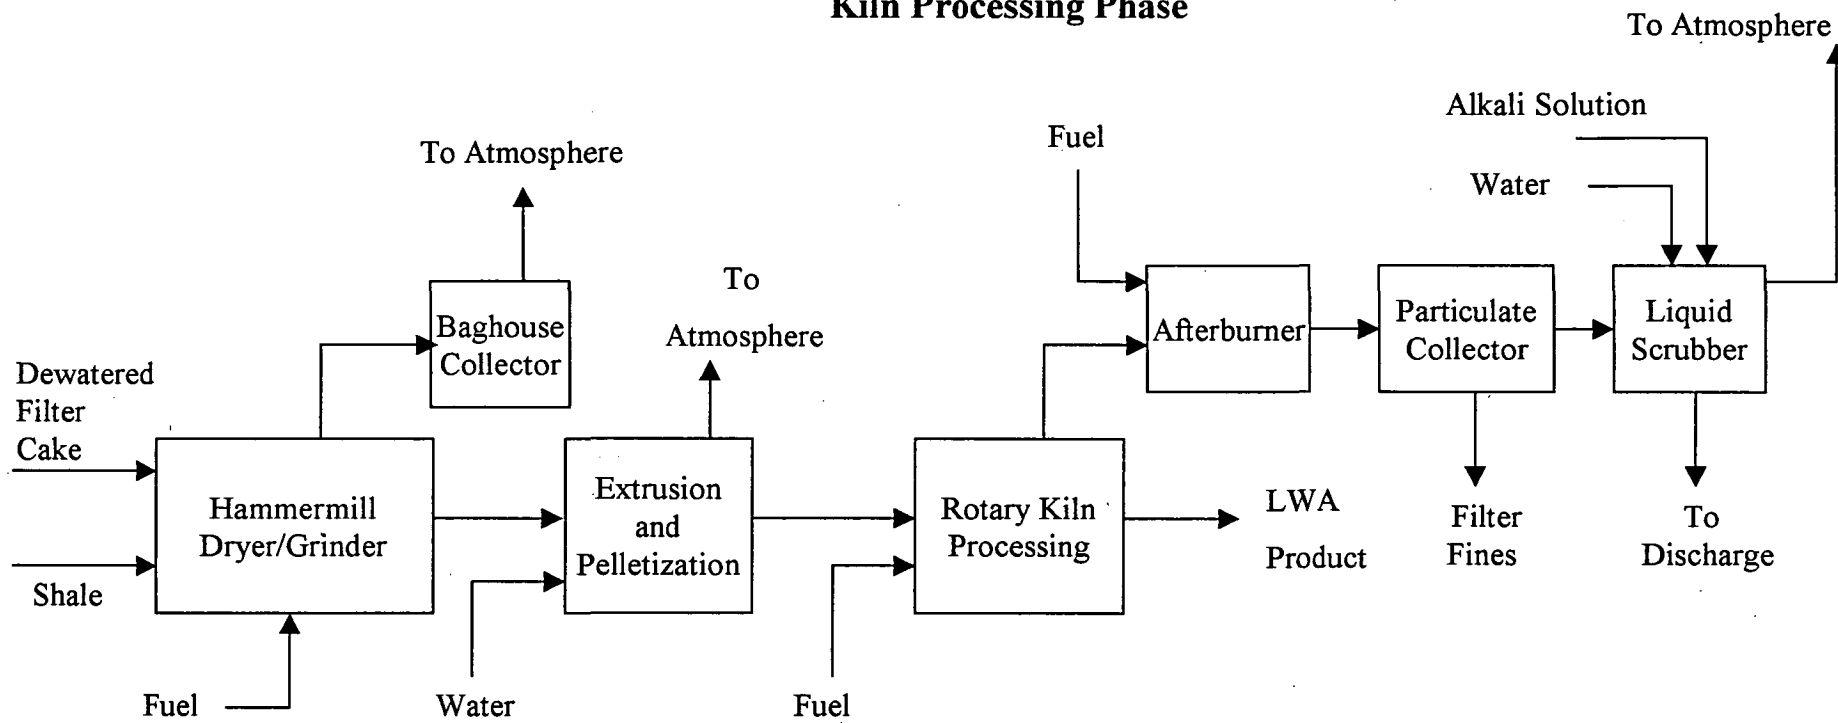 Kiln Processing Phase
To Atmosphere
Alkali Solution
Fuel
To Atmosphere
Water
To
Atmosphere
Baghouse
Collector
Afterburner
Particulate
Collector
Liquid
Scrubber
Dewatered
Filter
Cake
Hammermill
Dryer/Grinder
Extrusion
and
Pelletization
Rotary Kiln
Processing
LWA
Product
Filter
Fines
To
Discharge
Shale
Fuel
Water
Fuel